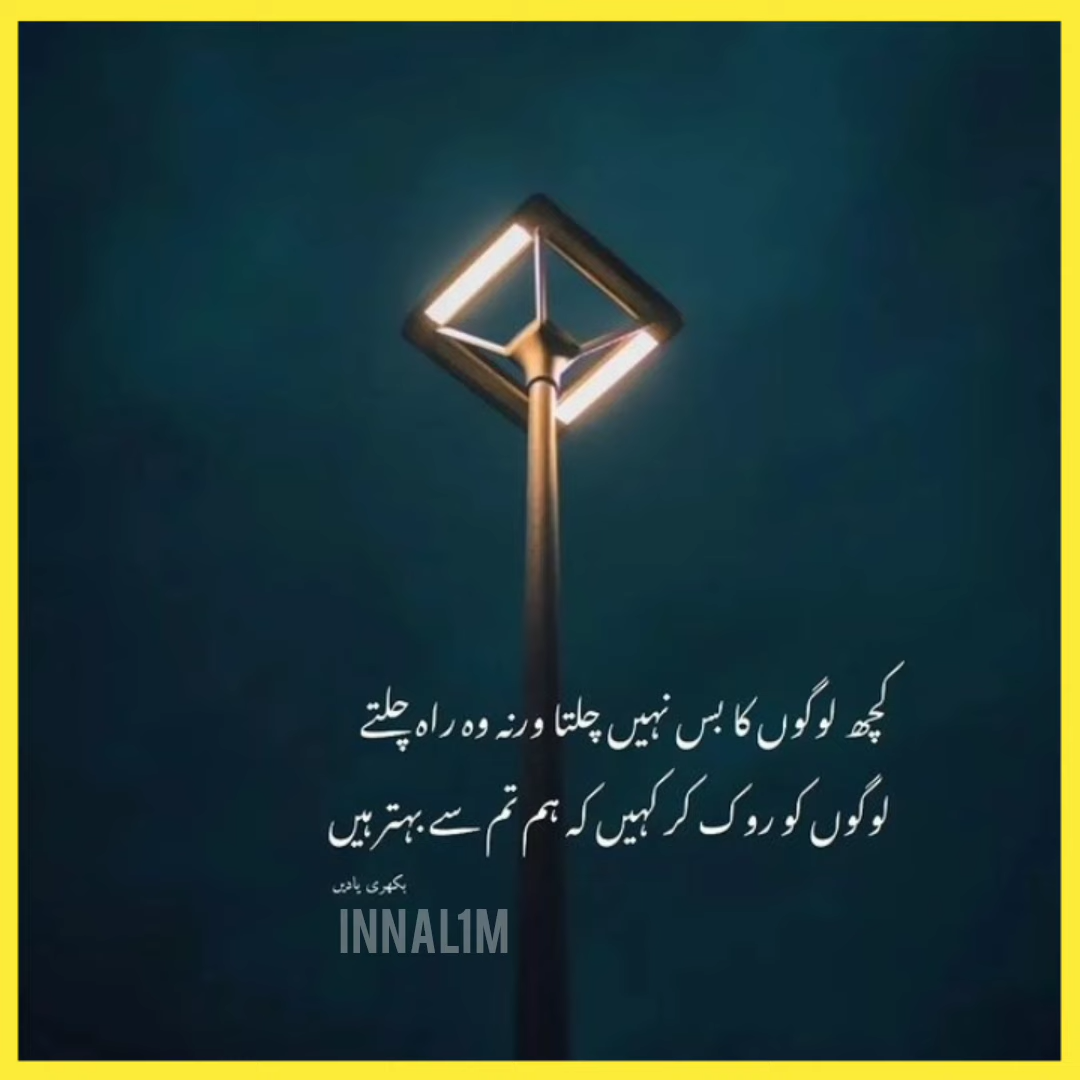 کچھ لوگوں کا بس نہیں چلتا ورنہ وہ راہ چلتے
لوگوں کو روک کر کہیں کہ ہم تم سے بہتر ہیں
بکھری یادیں
INNAL1M